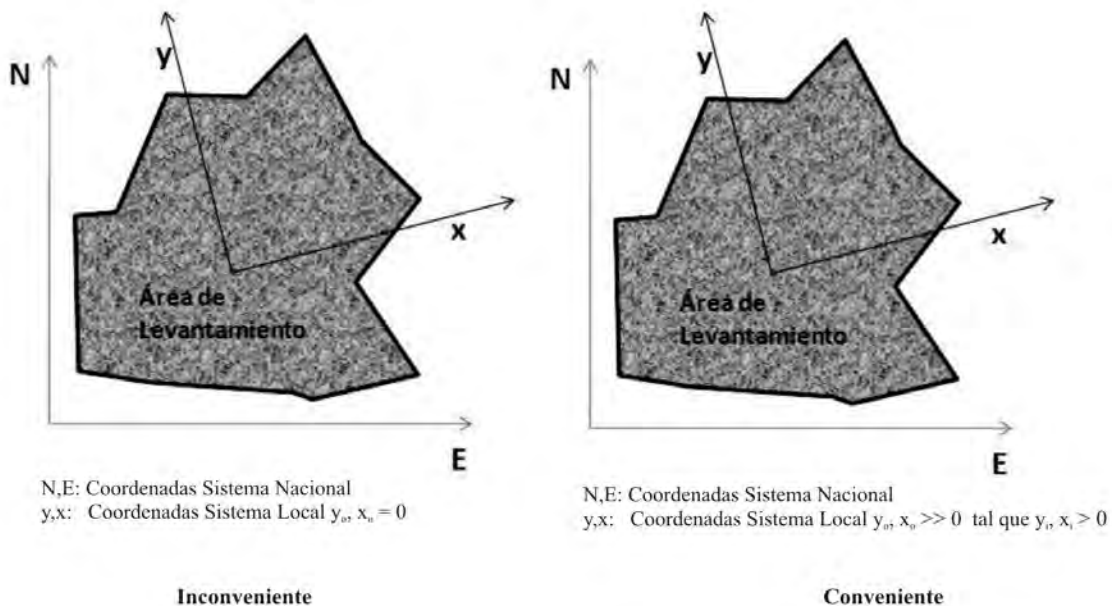 y
N
x
Área de
Levantamiento
E
N,E: Coordenadas Sistema Nacional
y,x: Coordenadas Sistema Local yₒ, xₒ = 0
Inconveniente
y
N
x
Área de
Levantamiento
E
N,E: Coordenadas Sistema Nacional
y,x: Coordenadas Sistema Local yₒ, xₒ >> 0 tal que yᵢ, xᵢ > 0
Conveniente